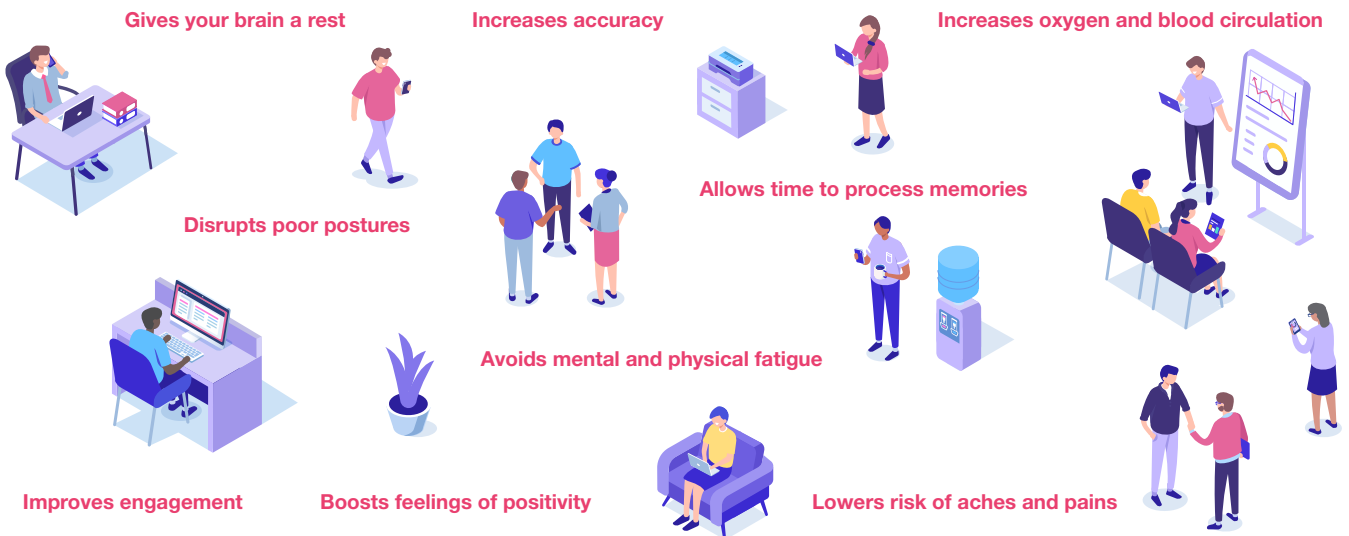 Gives your brain a rest
Increases accuracy
Increases oxygen and blood circulation
Allows time to process memories
Disrupts poor postures
Avoids mental and physical fatigue
Improves engagement
Boosts feelings of positivity
Lowers risk of aches and pains